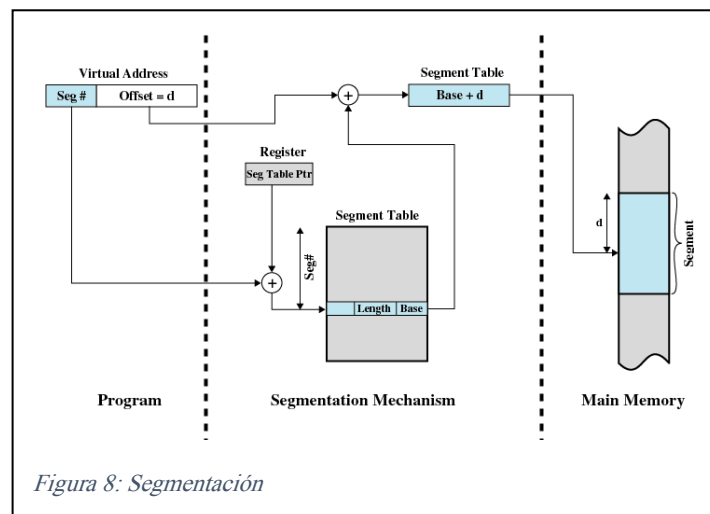 Virtual Address
Seg # Offset = d
Segment Table
Base + d
Register
Seg Table Ptr
Segment Table
Seg#
Length Base
d
Segment
Program
Segmentation Mechanism
Main Memory
Figura 8: Segmentación